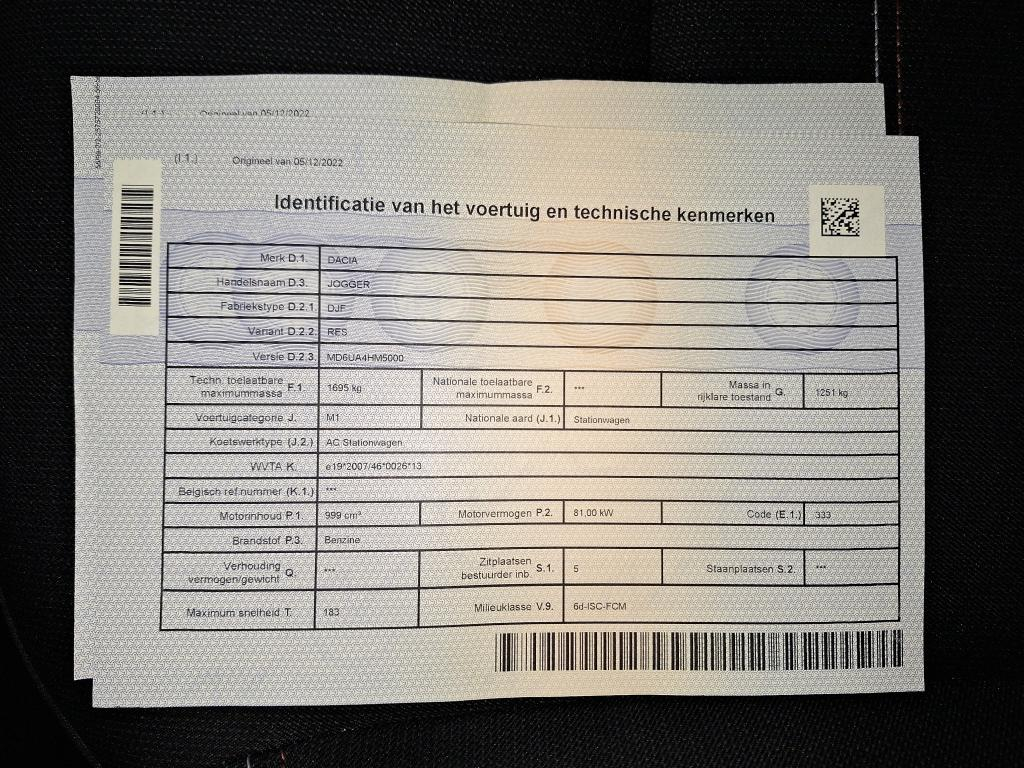 Origineel van 05/12/2022
(I.1.) Origineel van 05/12/2022
Identificatie van het voertuig en technische kenmerken
Merk D.1. DACIA
Handelsnaam D.3. JOGGER
Fabriekstype D.2.1 DJF
Variant D.2.2. RES
Versie D.2.3. MD6UA4HM5000
Techn. toelaatbare maximummassa F.1. 1695 kg Nationale toelaatbare maximummassa F.2. *** Massa in rijklare toestand G. 1251 kg
Voertuigcategorie J. M1 Nationale aard (J.1.) Stationwagen
Koetswerktype (J.2.) AC Stationwagen
WVTA K. e19*2007/46*0026*13
Belgisch ref.nummer (K.1.) ***
Motorinhoud P.1. 999 cm³ Motorvermogen P.2. 81,00 kW Code (E.1.) 333
Brandstof P.3. Benzine
Verhouding vermogen/gewicht Q. *** Zitplaatsen bestuurder inb. S.1. 5 Staanplaatsen S.2. ***
Maximum snelheid T. 183 Milieuklasse V.9. 6d-ISC-FCM